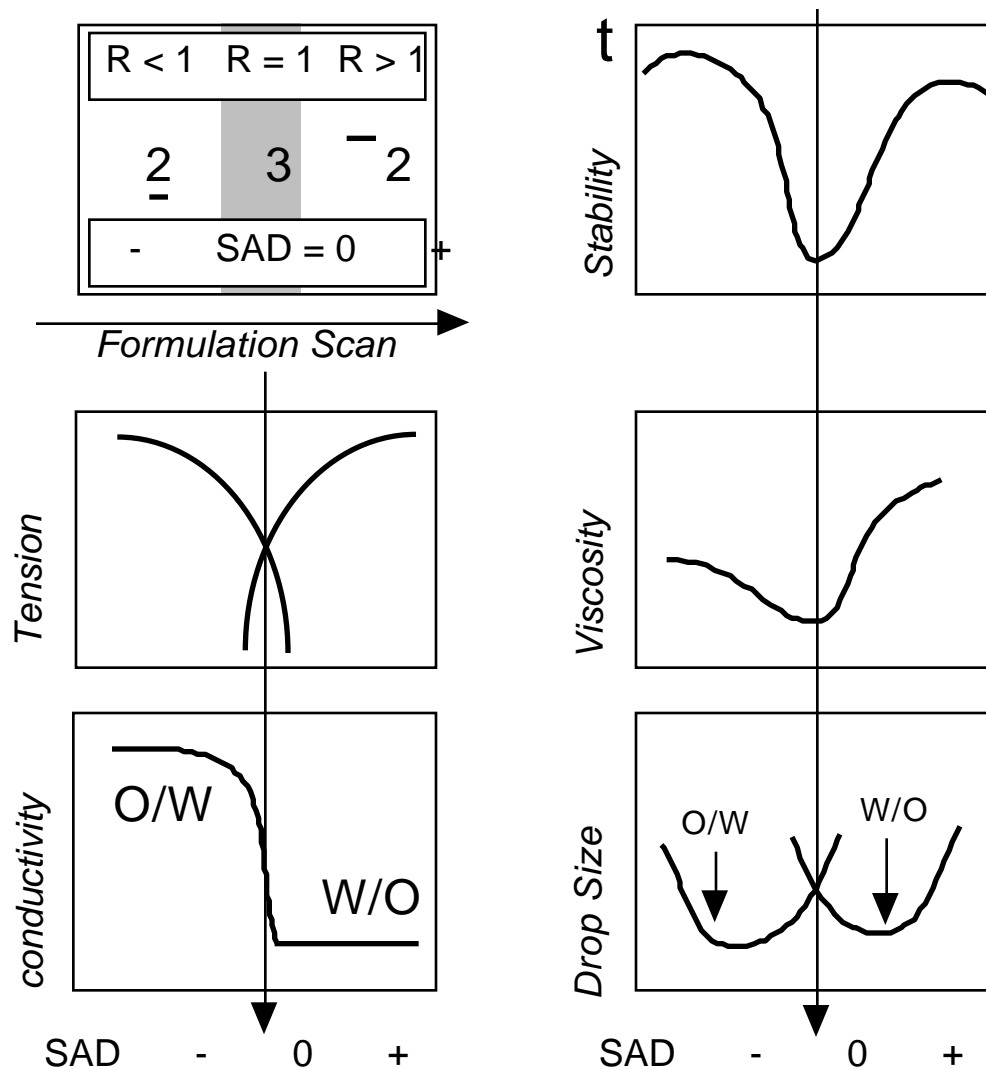 R < 1 R = 1 R > 1
2 3 2
- SAD = 0 +
Formulation Scan
t
Stability
Tension
Viscosity
conductivity
O/W
W/O
Drop Size
O/W
W/O
SAD - 0 +
SAD - 0 +